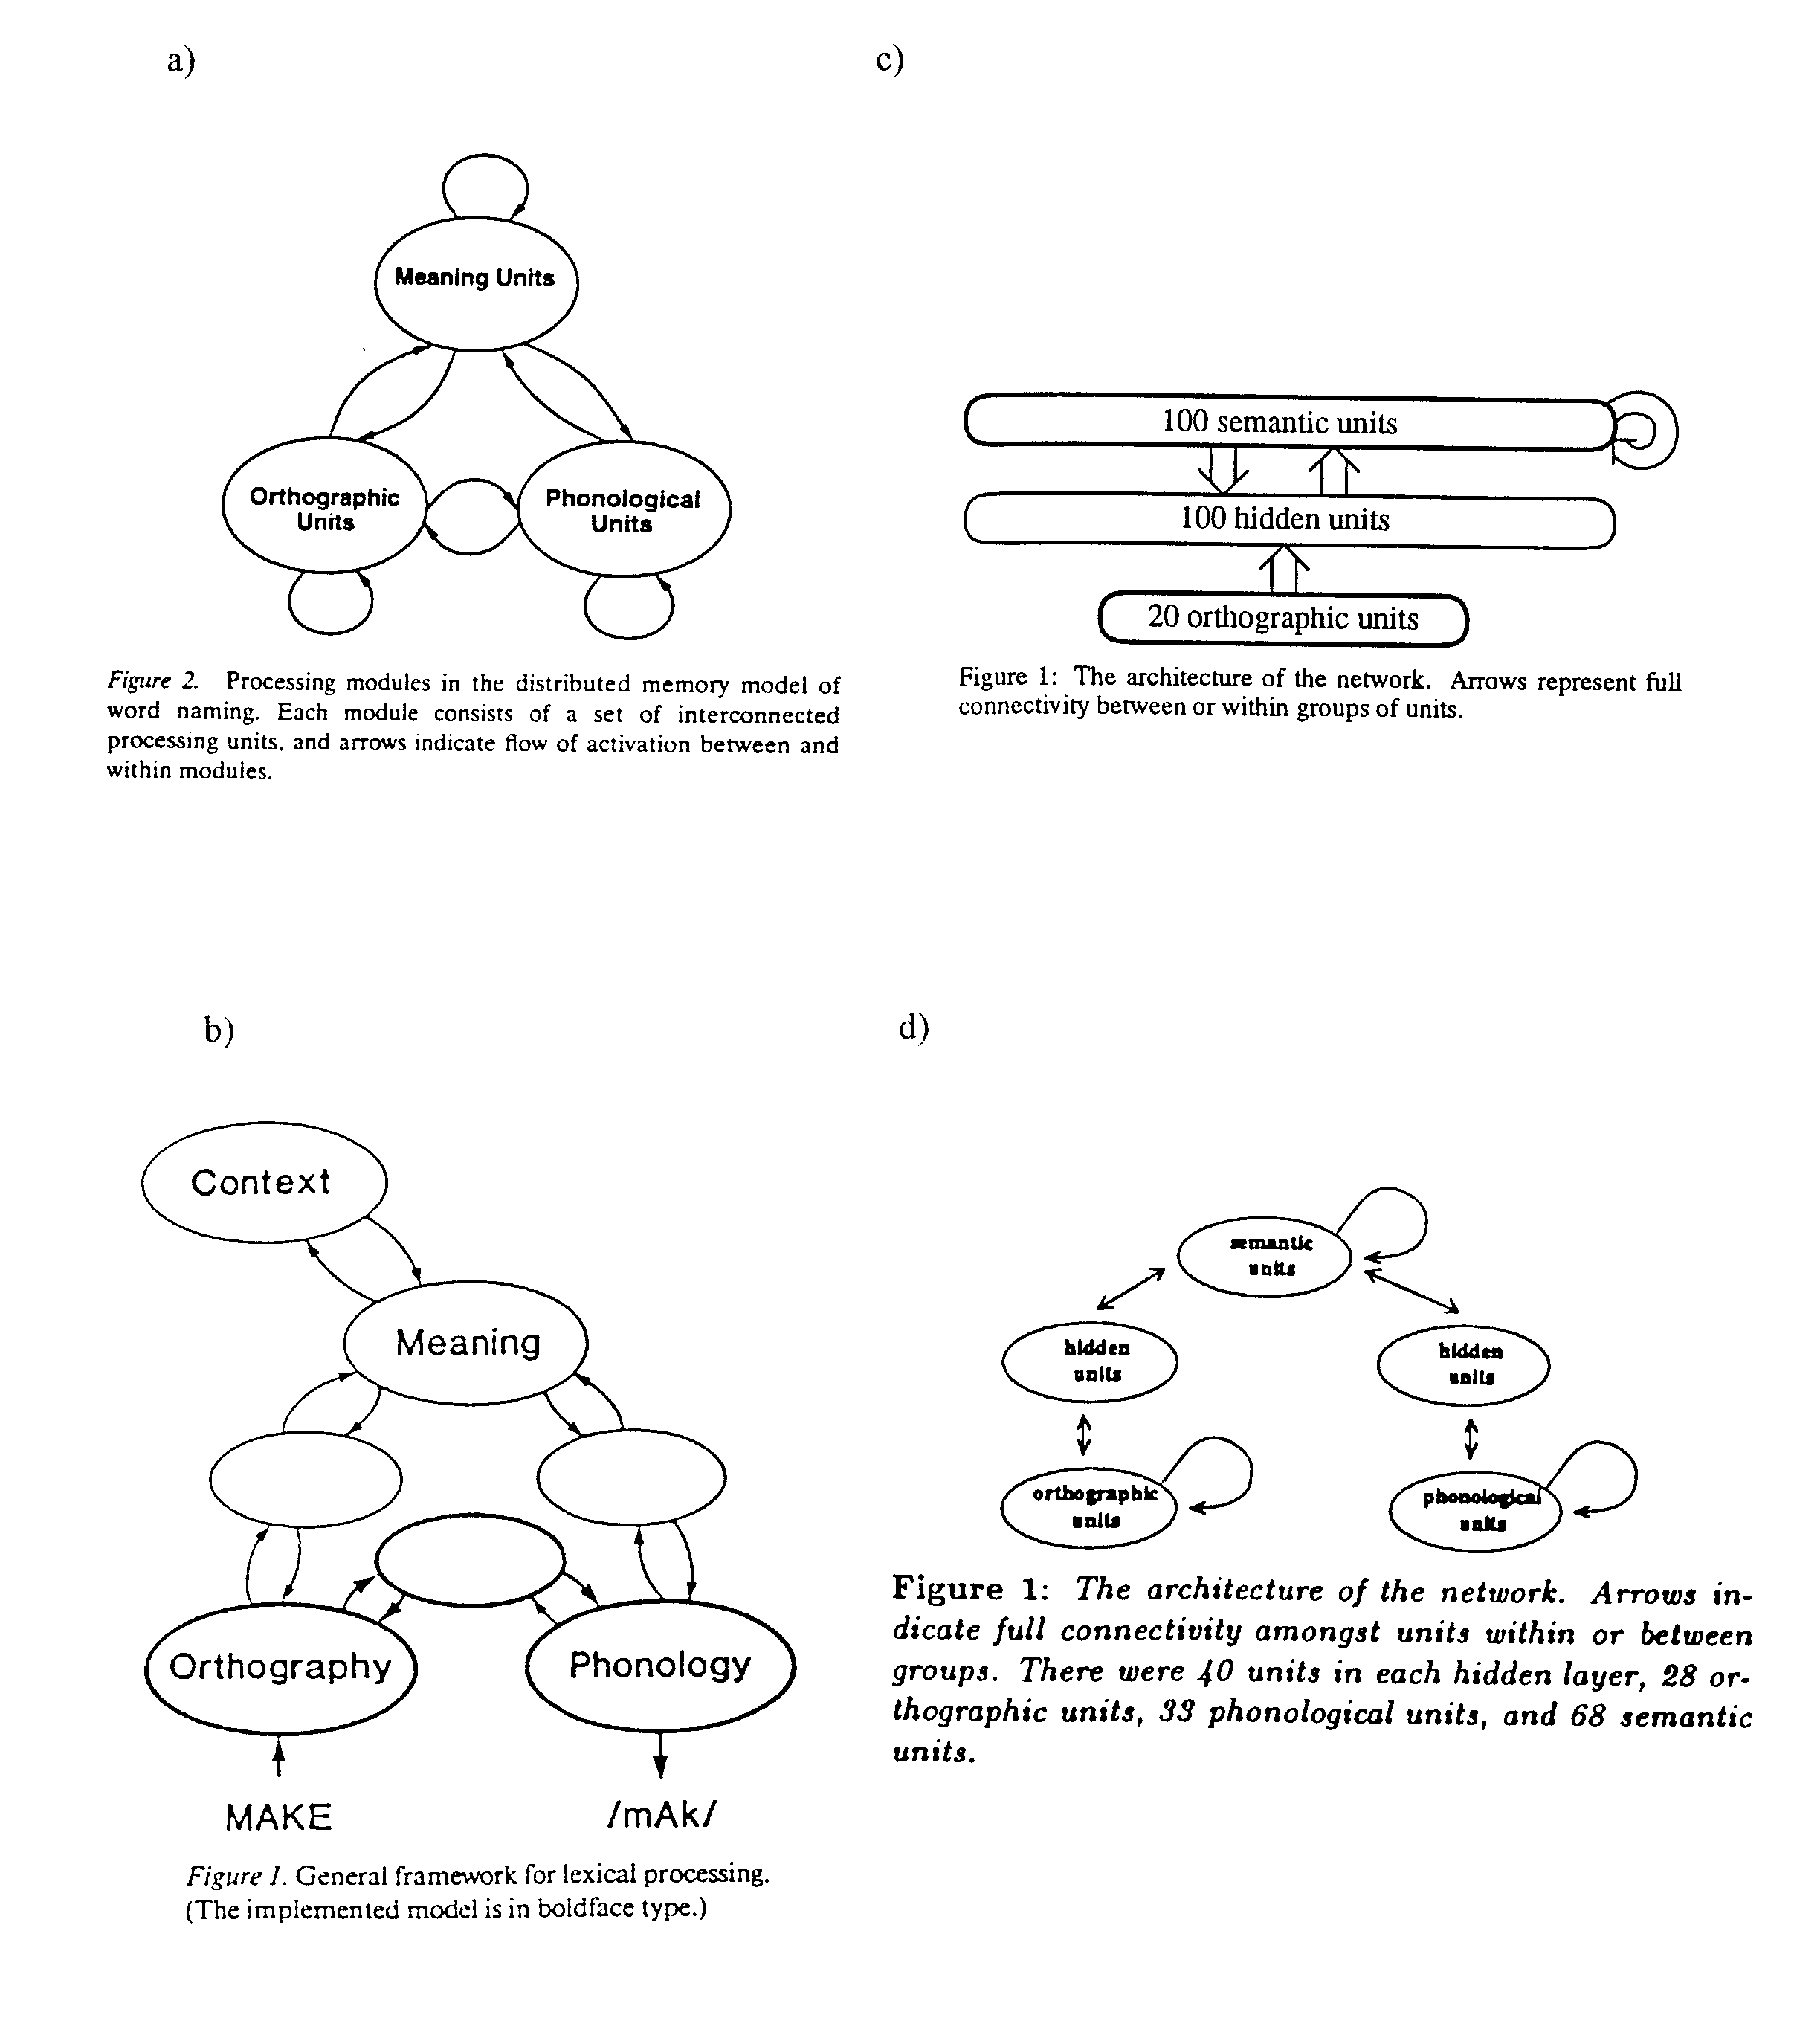 a)
Meaning Units
Orthographic
Units
Phonological
Units
Figure 2. Processing modules in the distributed memory model of
word naming. Each module consists of a set of interconnected
processing units, and arrows indicate flow of activation between and
within modules.
c)
100 semantic units
100 hidden units
20 orthographic units
Figure 1: The architecture of the network. Arrows represent full
connectivity between or within groups of units.
b)
Context
Meaning
Orthography
Phonology
MAKE
/mAk/
Figure 1. General framework for lexical processing.
(The implemented model is in boldface type.)
d)
semantic
units
hidden
units
hidden
units
orthographic
units
phonological
units
Figure 1: The architecture of the network. Arrows in-
dicate full connectivity amongst units within or between
groups. There were 40 units in each hidden layer, 28 or-
thographic units, 33 phonological units, and 68 semantic
units.